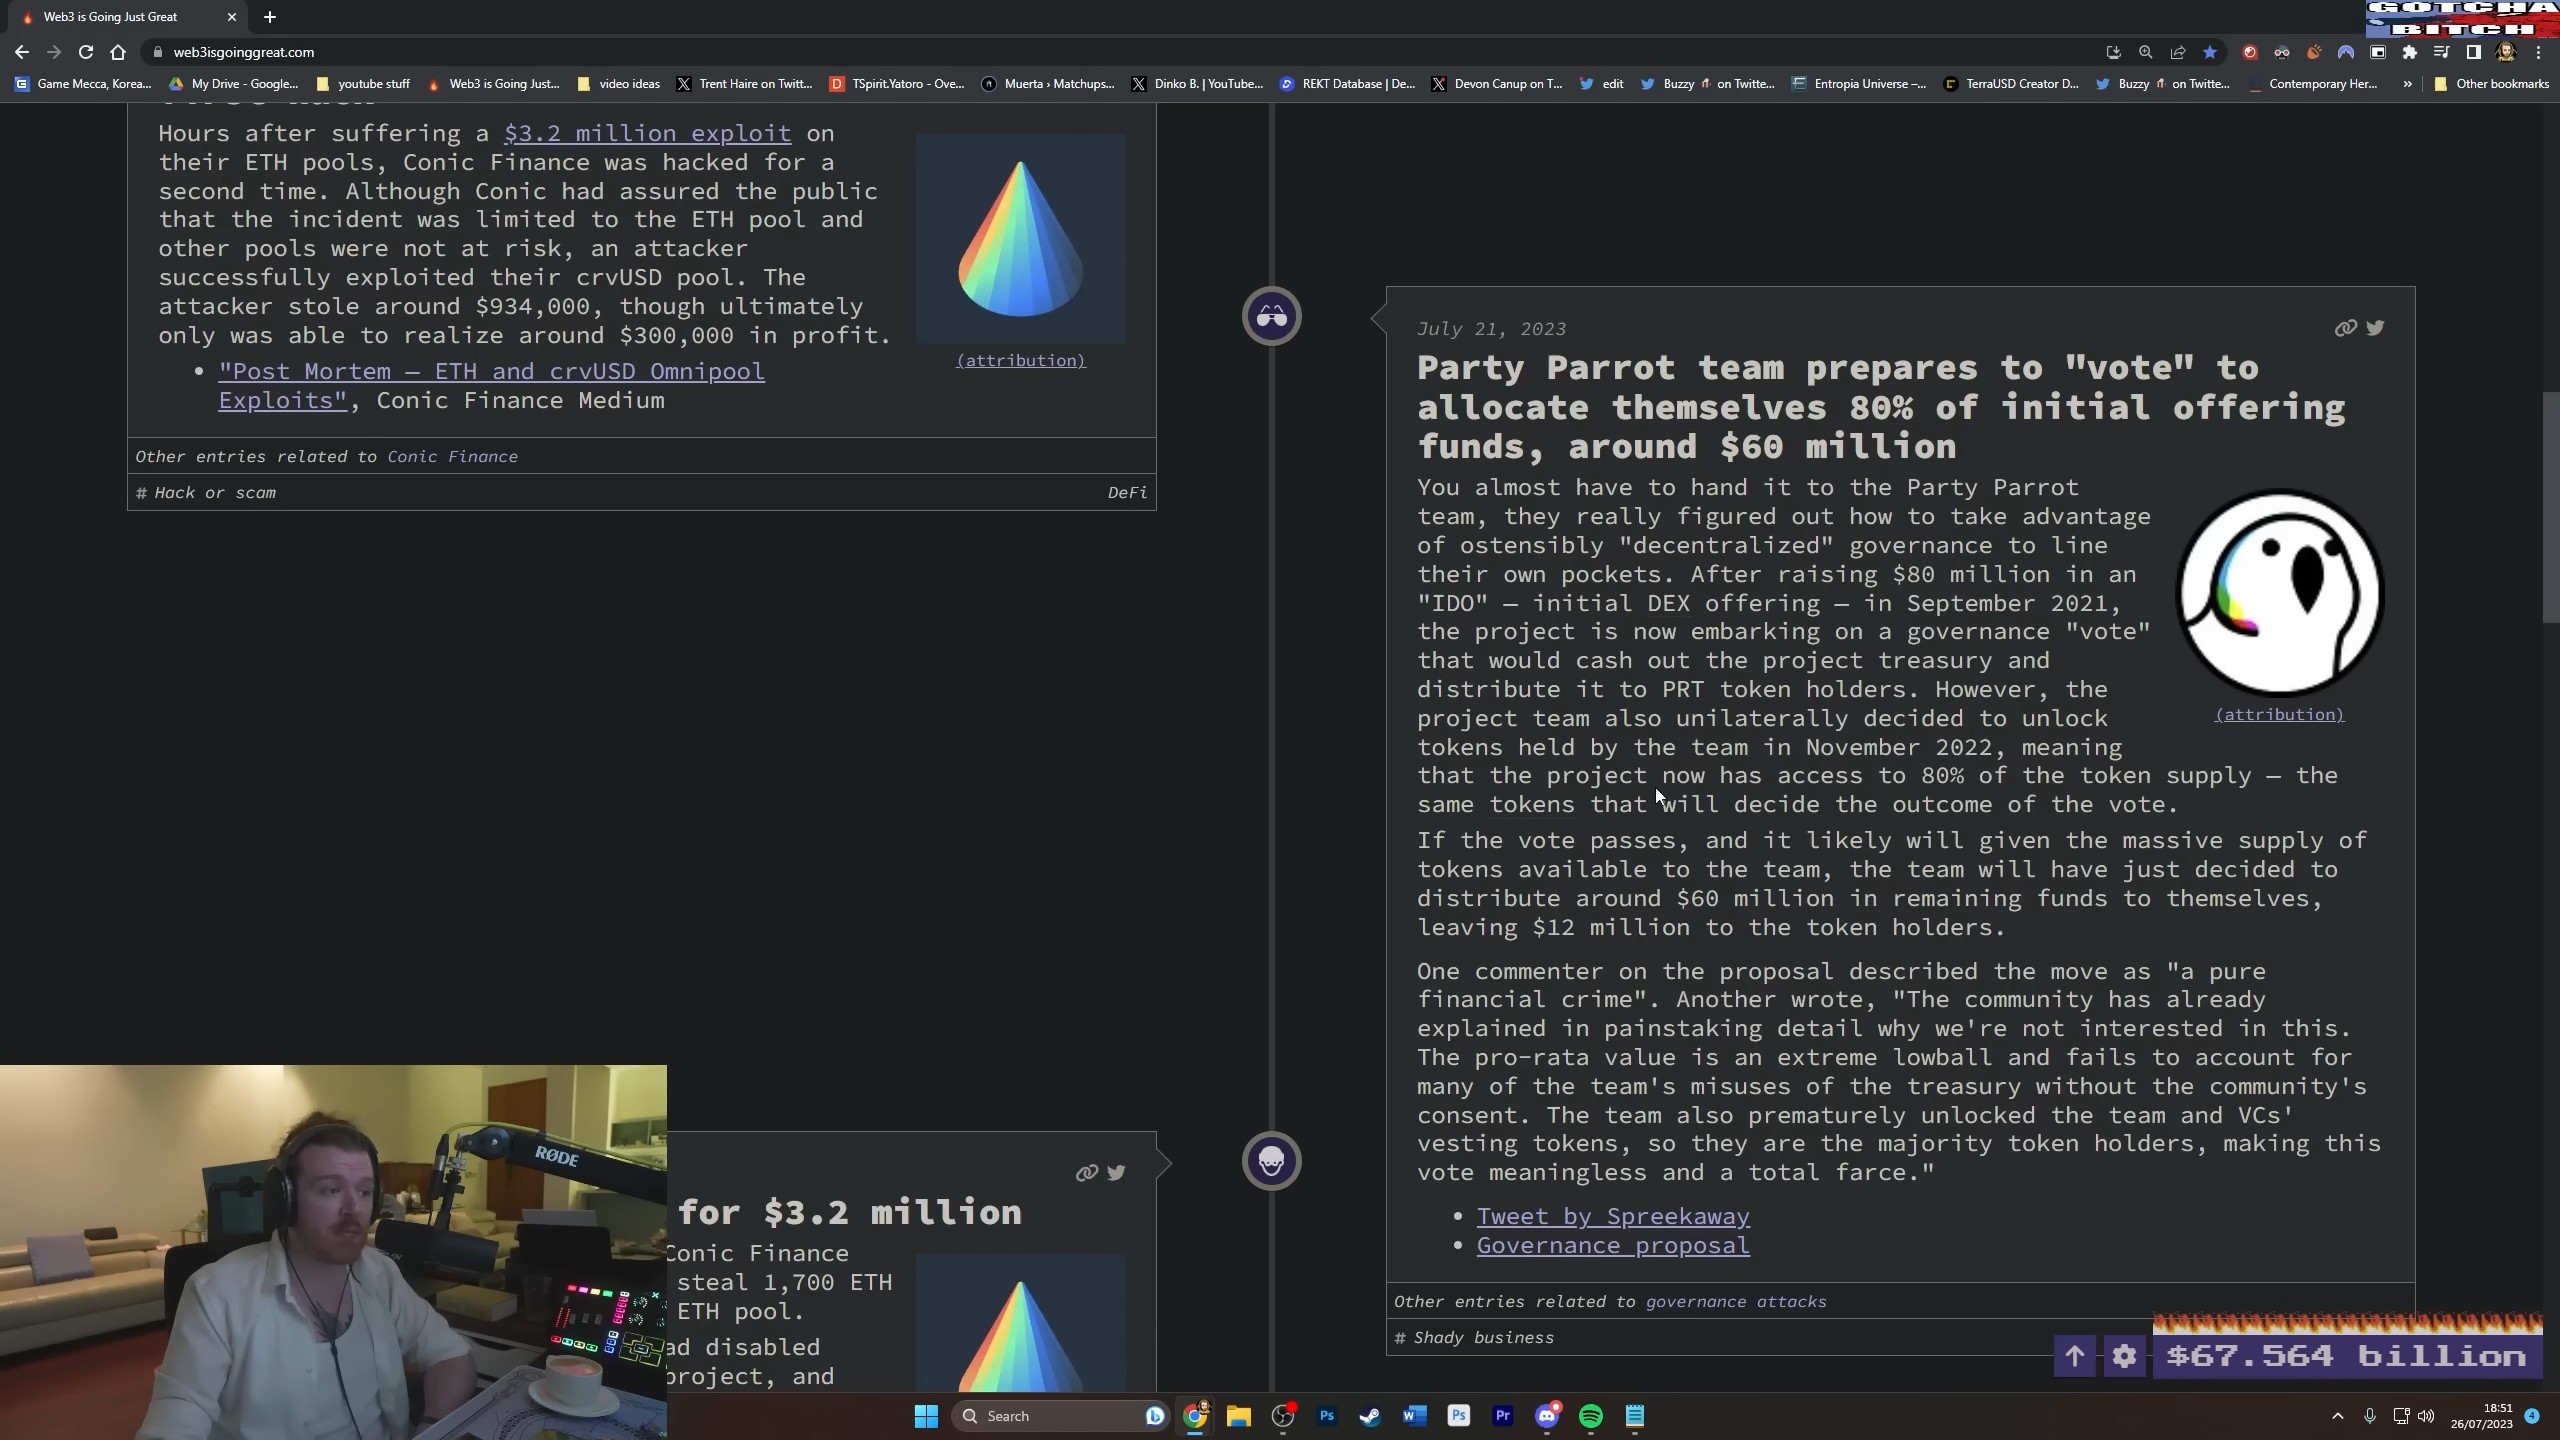 Web3 is Going Just Great
GOTCHA
BITCH
web3isgoinggreat.com
Game Mecca, Korea...
My Drive - Google...
youtube stuff
Web3 is Going Just...
video ideas
Trent Haire on Twitt...
TSpirit.Yatoro - Ove...
Muerta › Matchups...
Dinko B. | YouTube...
REKT Database | De...
Devon Canup on T...
edit
Buzzy on Twitte...
Entropia Universe –...
TerraUSD Creator D...
Buzzy on Twitte...
Contemporary Her...
»
Other bookmarks
Hours after suffering a $3.2 million exploit on
their ETH pools, Conic Finance was hacked for a
second time. Although Conic had assured the public
that the incident was limited to the ETH pool and
other pools were not at risk, an attacker
successfully exploited their crvUSD pool. The
attacker stole around $934,000, though ultimately
only was able to realize around $300,000 in profit.
(attribution)
• "Post Mortem — ETH and crvUSD Omnipool
Exploits", Conic Finance Medium
Other entries related to Conic Finance
# Hack or scam
DeFi
July 21, 2023
Party Parrot team prepares to "vote" to
allocate themselves 80% of initial offering
funds, around $60 million
You almost have to hand it to the Party Parrot
team, they really figured out how to take advantage
of ostensibly "decentralized" governance to line
their own pockets. After raising $80 million in an
"IDO" — initial DEX offering — in September 2021,
the project is now embarking on a governance "vote"
that would cash out the project treasury and
distribute it to PRT token holders. However, the
project team also unilaterally decided to unlock
tokens held by the team in November 2022, meaning
that the project now has access to 80% of the token supply — the
same tokens that will decide the outcome of the vote.
(attribution)
If the vote passes, and it likely will given the massive supply of
tokens available to the team, the team will have just decided to
distribute around $60 million in remaining funds to themselves,
leaving $12 million to the token holders.
One commenter on the proposal described the move as "a pure
financial crime". Another wrote, "The community has already
explained in painstaking detail why we're not interested in this.
The pro-rata value is an extreme lowball and fails to account for
many of the team's misuses of the treasury without the community's
consent. The team also prematurely unlocked the team and VCs'
vesting tokens, so they are the majority token holders, making this
vote meaningless and a total farce."
• Tweet by Spreekaway
• Governance proposal
Other entries related to governance attacks
# Shady business
for $3.2 million
Conic Finance
steal 1,700 ETH
ETH pool.
ad disabled
project, and
RØDE
$67.564 billion
Search
Ps
W
Ps
Pr
18:51
26/07/2023
4